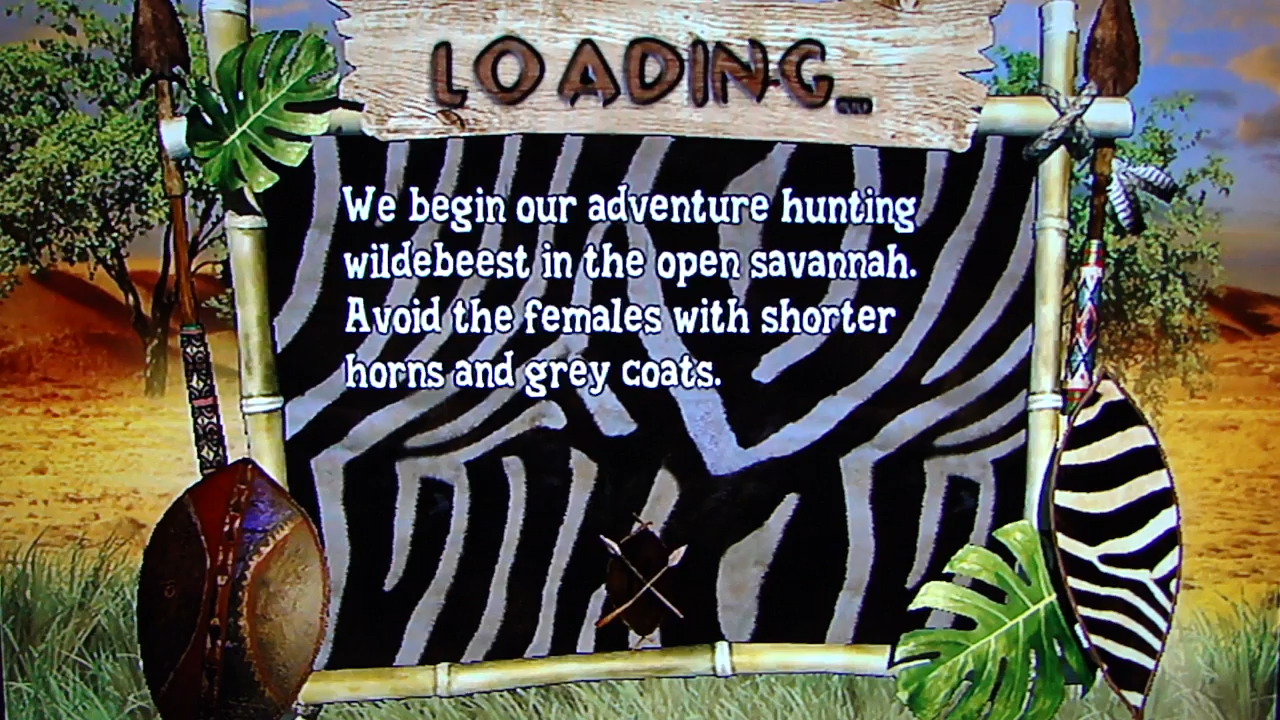 LOADING...
We begin our adventure hunting
wildebeest in the open savannah.
Avoid the females with shorter
horns and grey coats.